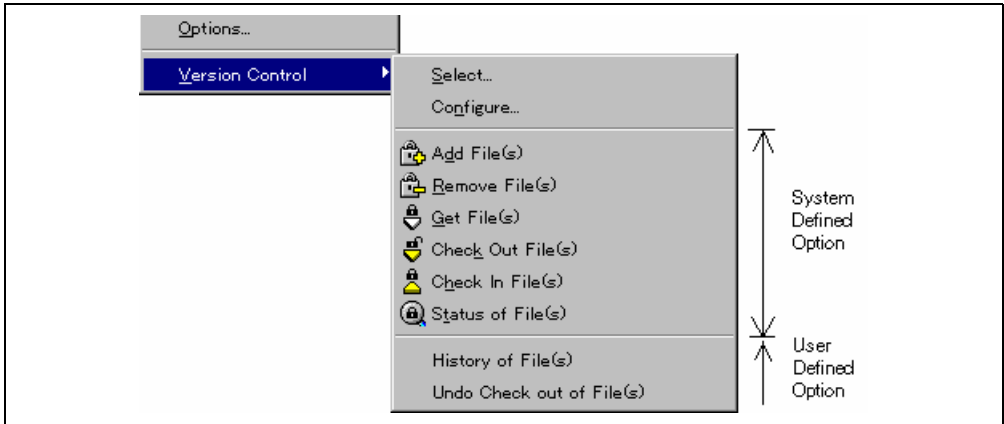 Options...
Version Control
Select...
Configure...
Add File(s)
Remove File(s)
Get File(s)
Check Out File(s)
Check In File(s)
Status of File(s)
History of File(s)
Undo Check out of File(s)
System
Defined
Option
User
Defined
Option